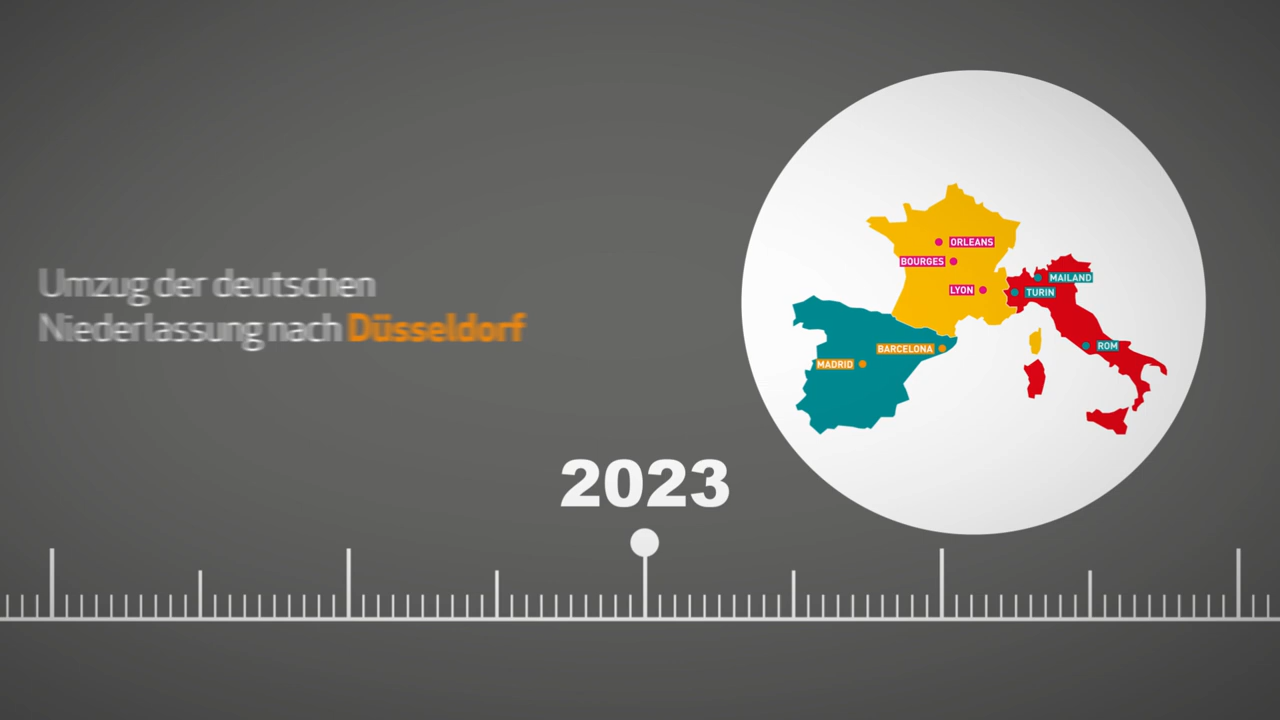 Umzug der deutschen
Niederlassung nach Düsseldorf
2023
ORLEANS
BOURGES
LYON
MAILAND
TURIN
ROM
BARCELONA
MADRID